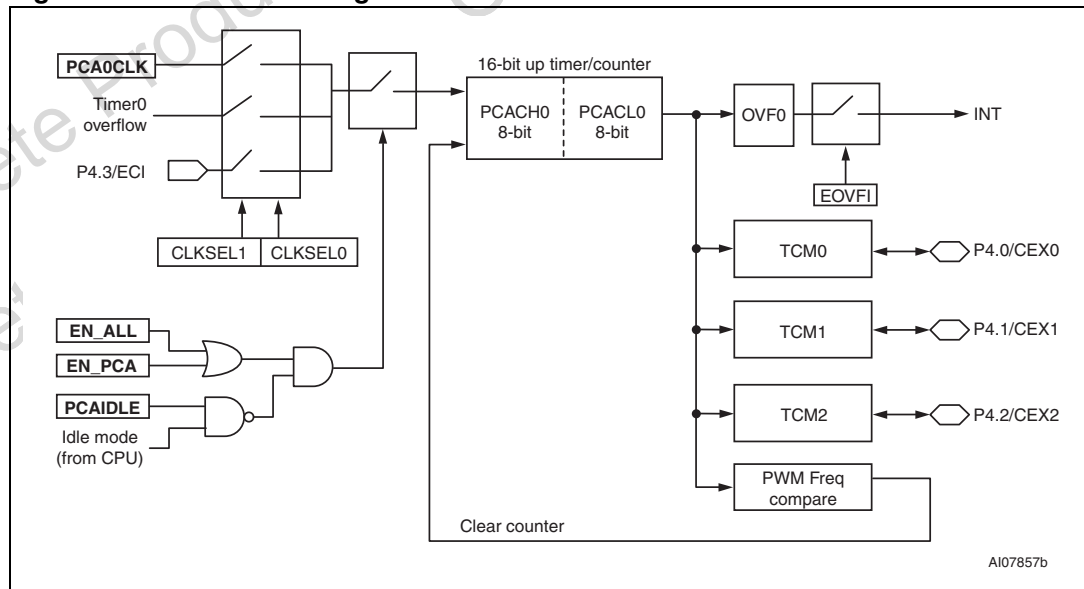 PCA0CLK
Timer0
overflow
P4.3/ECI
CLKSEL1
CLKSEL0
EN_ALL
EN_PCA
PCAIDLE
Idle mode
(from CPU)
16-bit up timer/counter
PCACH0
8-bit
PCACL0
8-bit
OVF0
INT
EOVFI
TCM0
P4.0/CEX0
TCM1
P4.1/CEX1
TCM2
P4.2/CEX2
PWM Freq
compare
Clear counter
AI07857b